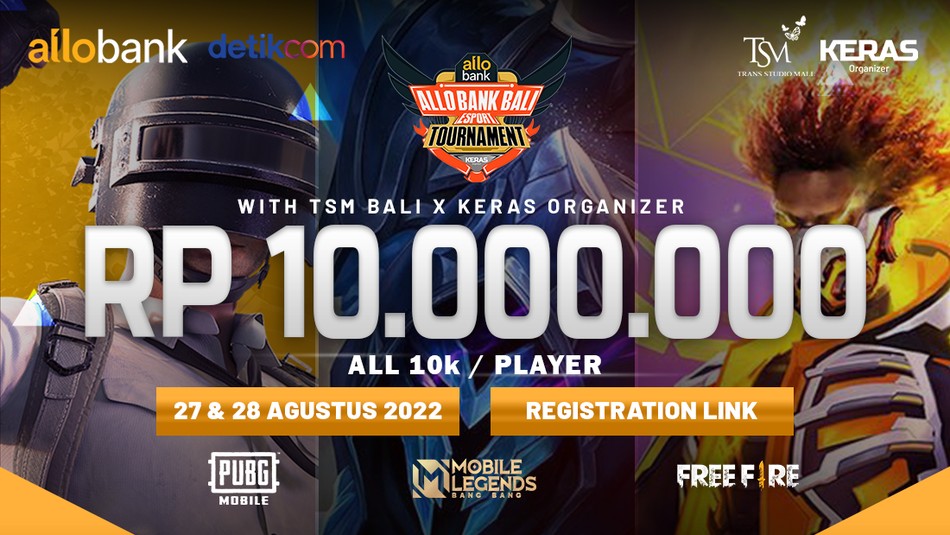 allobank detikcom
TSM
TRANS STUDIO MALL
KERAS
Organizer
allo
bank
ALLO BANK BALI
ESPORT
TOURNAMENT
KERAS
WITH TSM BALI X KERAS ORGANIZER
RP 10.000.000
ALL 10k / PLAYER
27 & 28 AGUSTUS 2022
REGISTRATION LINK
PUBG
MOBILE
MOBILE
LEGENDS
BANG BANG
FREE FIRE